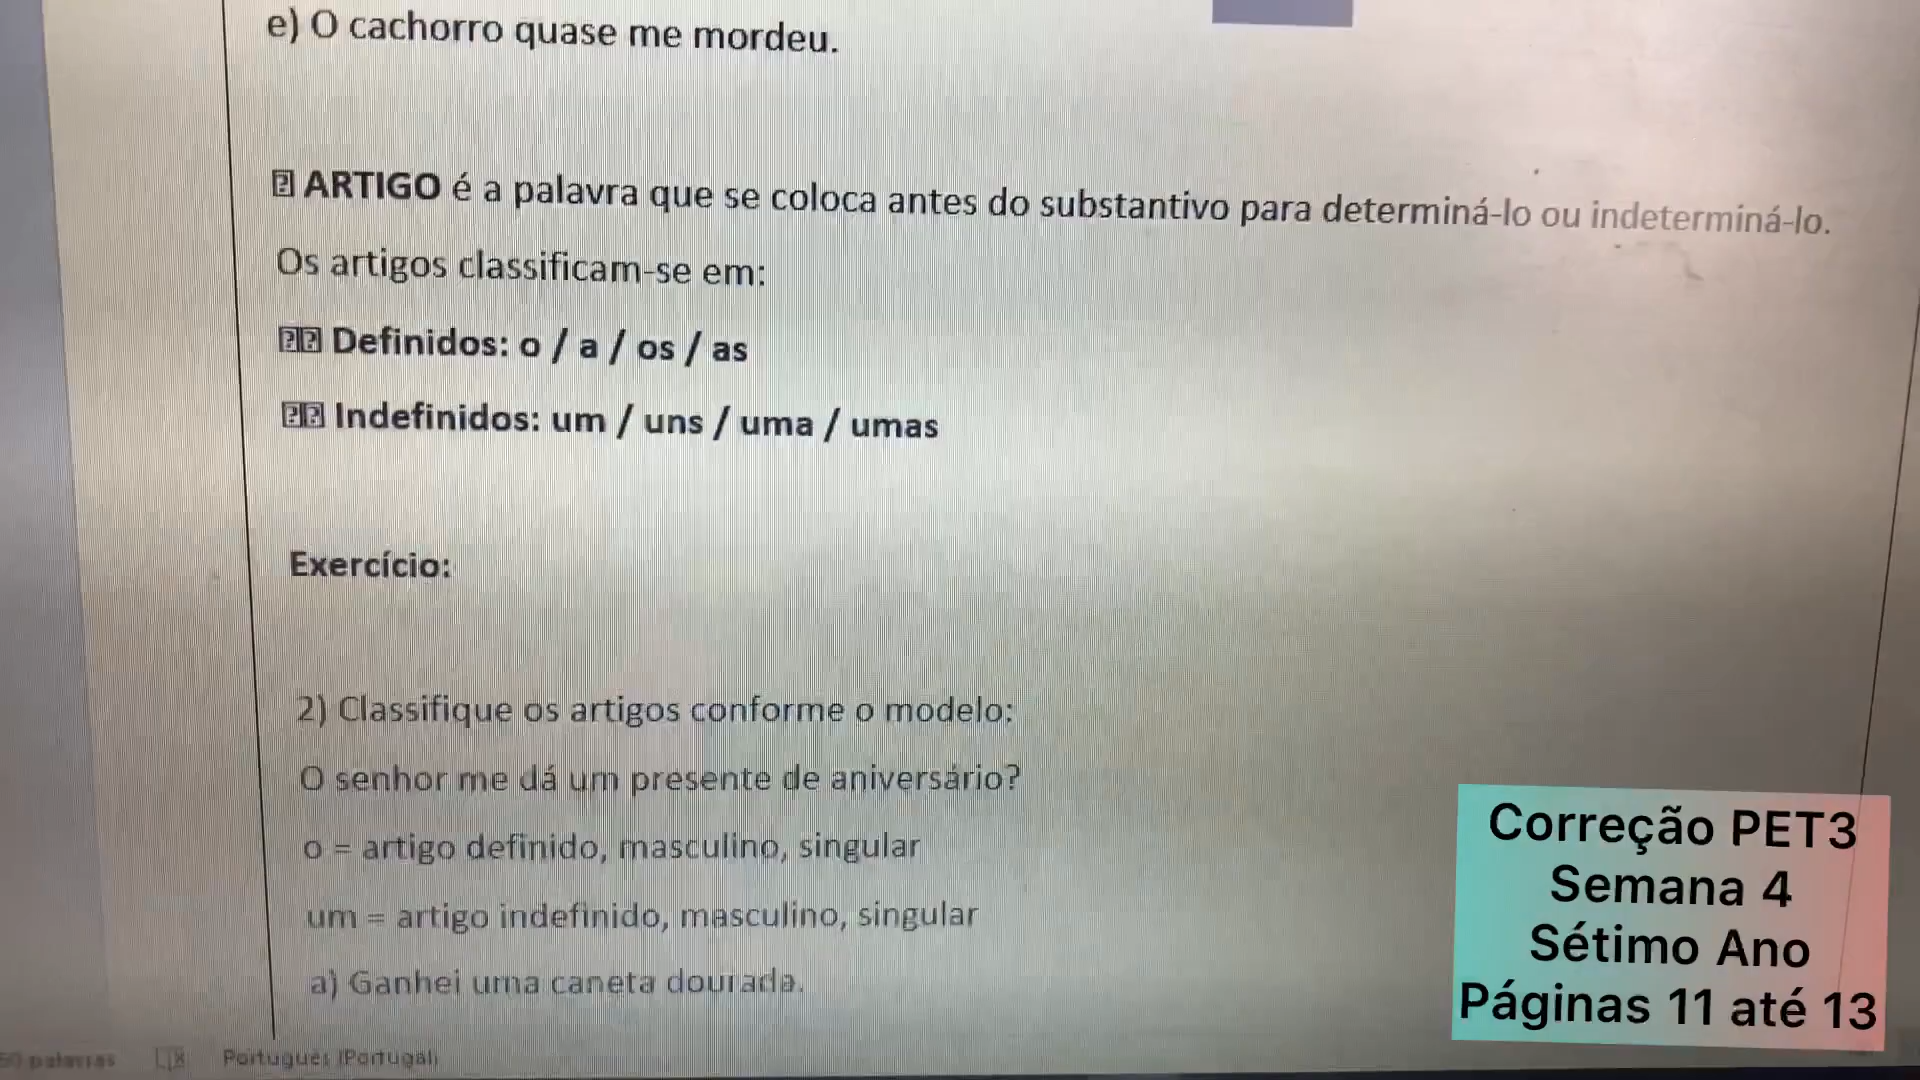 e) O cachorro quase me mordeu.
ARTIGO é a palavra que se coloca antes do substantivo para determiná-lo ou indeterminá-lo.
Os artigos classificam-se em:
Definidos: o / a / os / as
Indefinidos: um / uns / uma / umas
Exercício:
2) Classifique os artigos conforme o modelo:
O senhor me dá um presente de aniversário?
o = artigo definido, masculino, singular
um = artigo indefinido, masculino, singular
a) Ganhei uma caneta dourada.
palavras
Português (Portugal)
Correção PET3
Semana 4
Sétimo Ano
Páginas 11 até 13